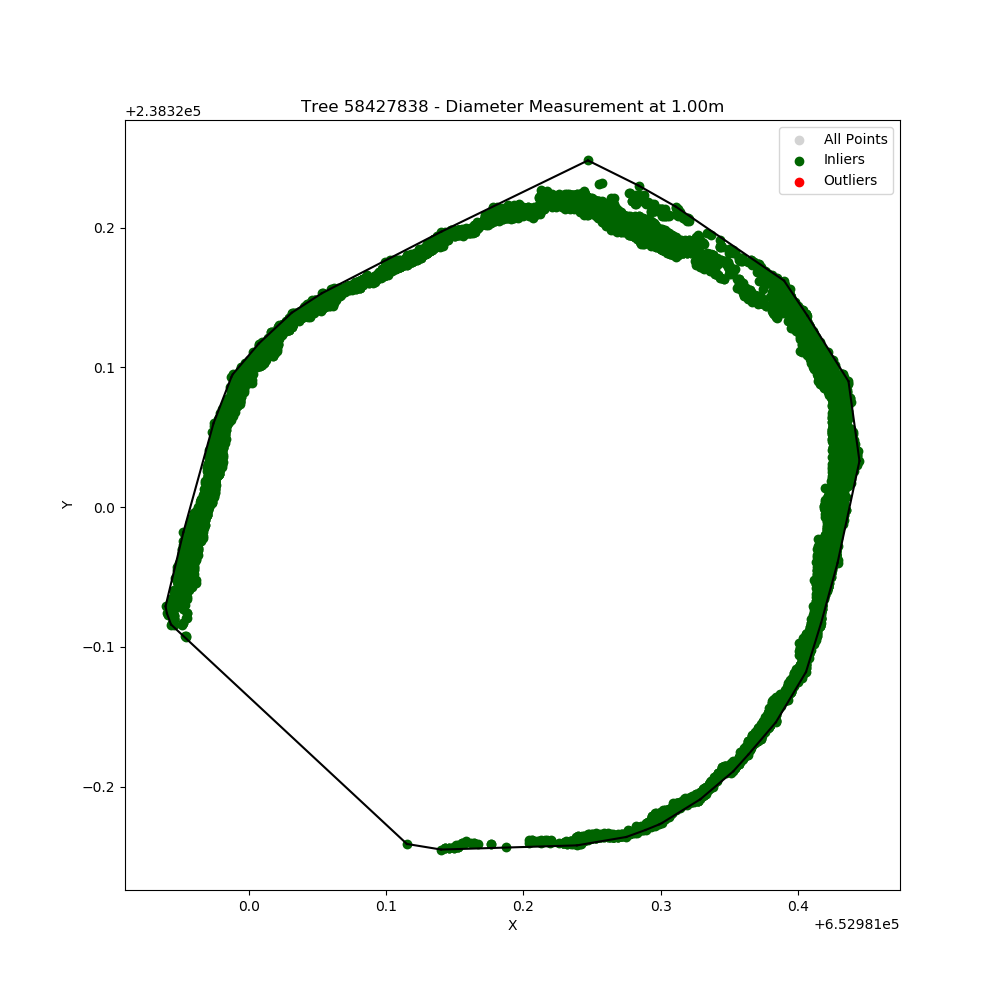 Tree 58427838 - Diameter Measurement at 1.00m
+2.3832e5
All Points
Inliers
Outliers
0.2
0.1
0.0
−0.1
−0.2
Y
0.0 0.1 0.2 0.3 0.4
X
+6.52981e5